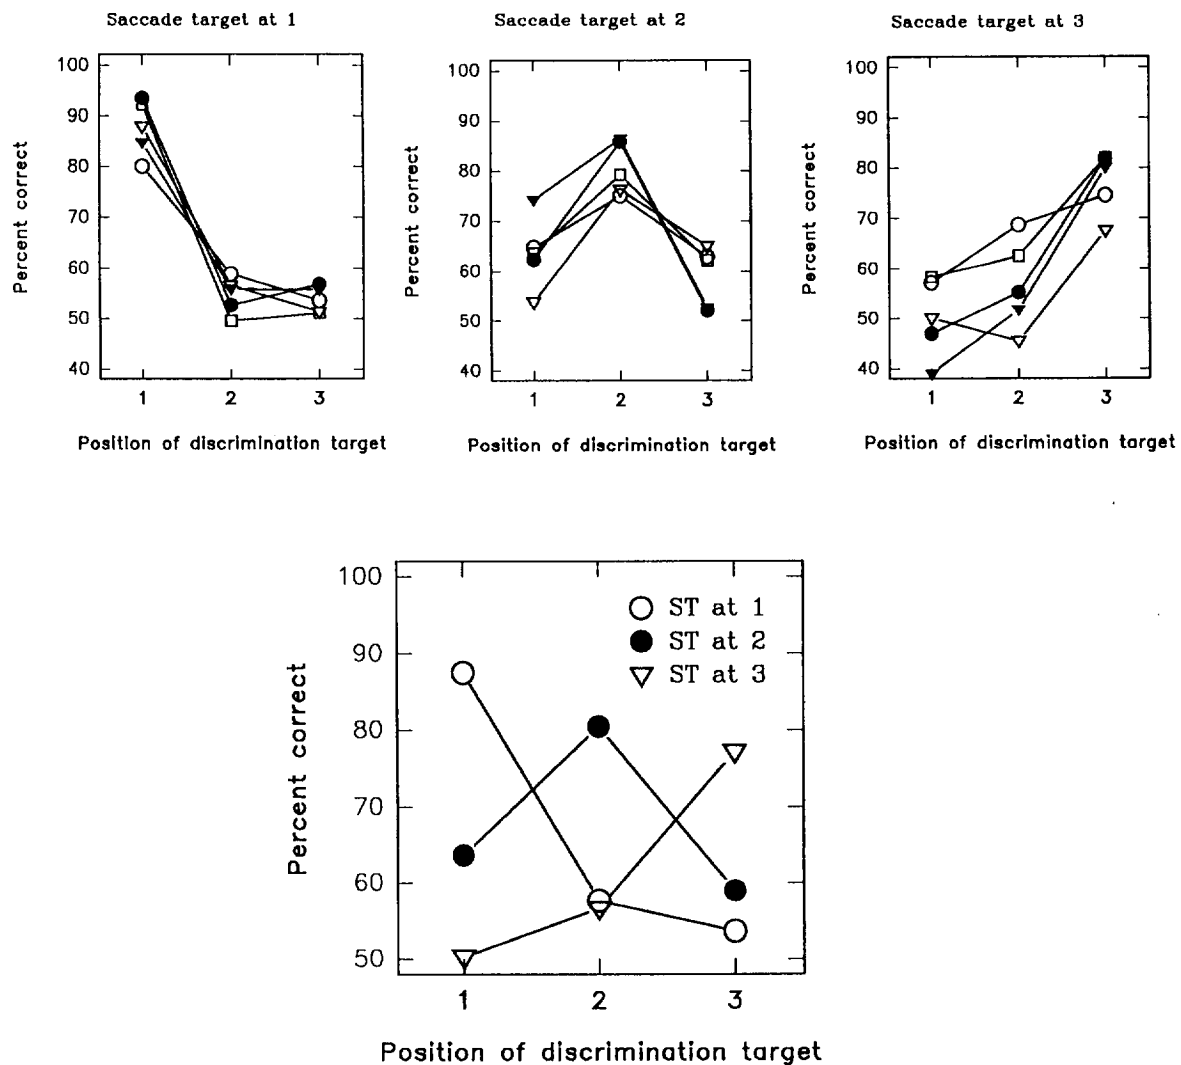 Saccade target at 1
Saccade target at 2
Saccade target at 3
Percent correct
100
90
80
70
60
50
40
1 2 3
Position of discrimination target
Percent correct
100
90
80
70
60
50
40
1 2 3
Position of discrimination target
Percent correct
100
90
80
70
60
50
40
1 2 3
Position of discrimination target
Percent correct
100
90
80
70
60
50
ST at 1
ST at 2
ST at 3
1 2 3
Position of discrimination target